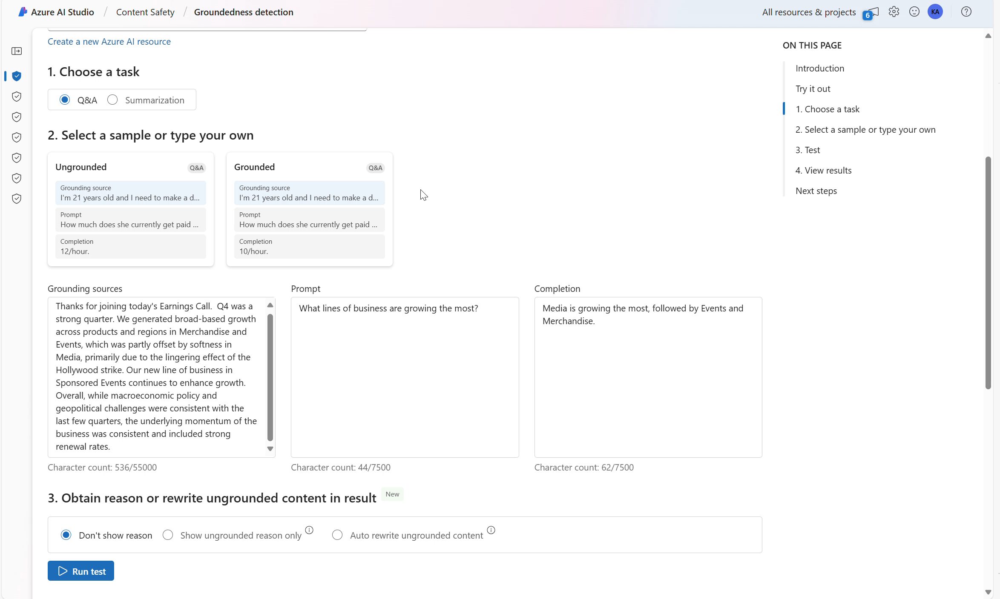 Azure AI Studio / Content Safety / Groundedness detection
All resources & projects
6
KA
Create a new Azure AI resource
1. Choose a task
Q&A
Summarization
2. Select a sample or type your own
Ungrounded
Q&A
Grounding source
I'm 21 years old and I need to make a d...
Prompt
How much does she currently get paid ...
Completion
12/hour.
Grounded
Q&A
Grounding source
I'm 21 years old and I need to make a d...
Prompt
How much does she currently get paid ...
Completion
10/hour.
Grounding sources
Thanks for joining today's Earnings Call.  Q4 was a
strong quarter. We generated broad-based growth
across products and regions in Merchandise and
Events, which was partly offset by softness in
Media, primarily due to the lingering effect of the
Hollywood strike. Our new line of business in
Sponsored Events continues to enhance growth.
Overall, while macroeconomic policy and
geopolitical challenges were consistent with the
last few quarters, the underlying momentum of the
business was consistent and included strong
renewal rates.
Character count: 536/55000
Prompt
What lines of business are growing the most?
Character count: 44/7500
Completion
Media is growing the most, followed by Events and
Merchandise.
Character count: 62/7500
3. Obtain reason or rewrite ungrounded content in result
New
Don't show reason
Show ungrounded reason only
Auto rewrite ungrounded content
Run test
ON THIS PAGE
Introduction
Try it out
1. Choose a task
2. Select a sample or type your own
3. Test
4. View results
Next steps